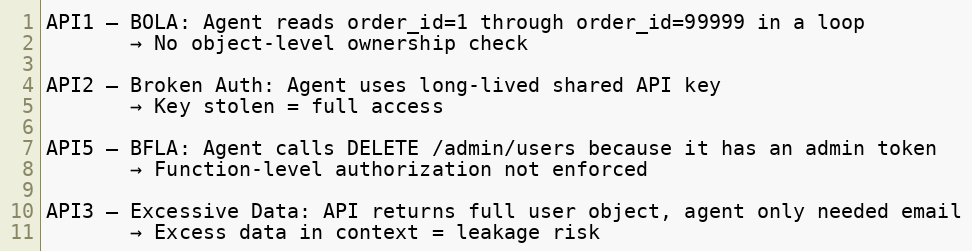 1 API1 – BOLA: Agent reads order_id=1 through order_id=99999 in a loop
2 → No object-level ownership check
3
4 API2 – Broken Auth: Agent uses long-lived shared API key
5 → Key stolen = full access
6
7 API5 – BFLA: Agent calls DELETE /admin/users because it has an admin token
8 → Function-level authorization not enforced
9
10 API3 – Excessive Data: API returns full user object, agent only needed email
11 → Excess data in context = leakage risk